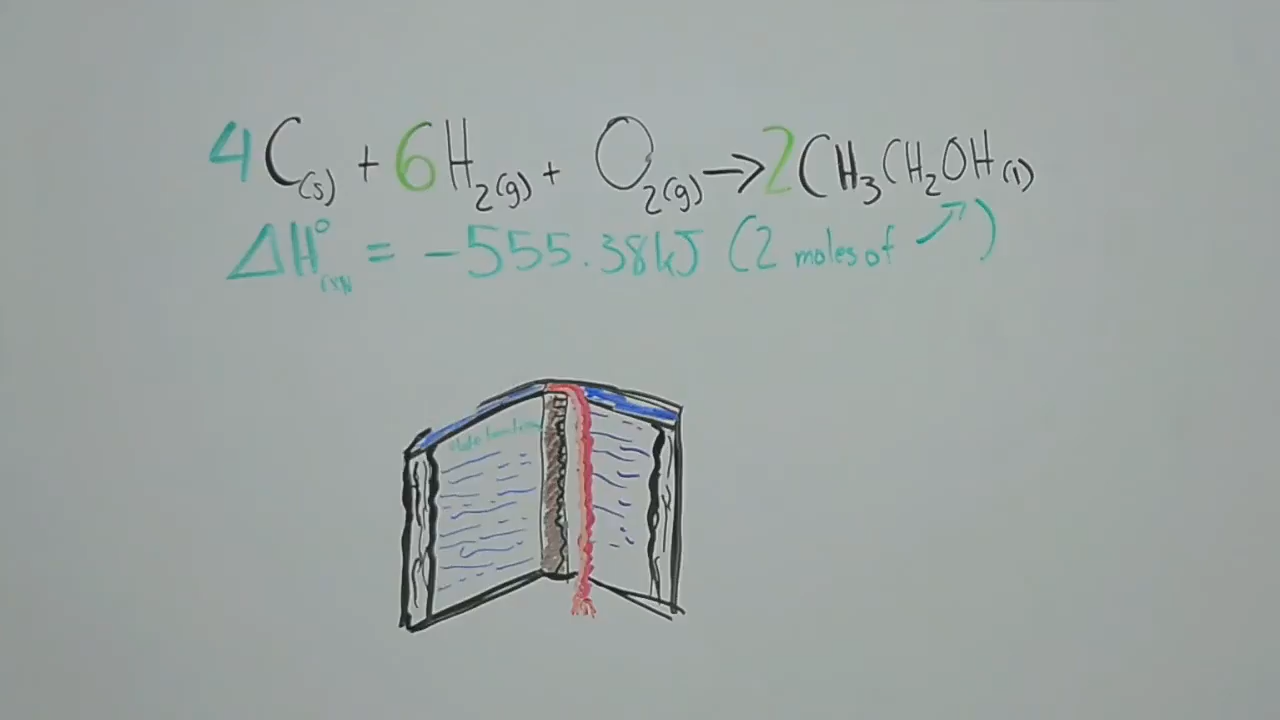 4C(s) + 6H2(g) + O2(g) → 2CH3CH2OH(l)
ΔH°rxn = -555.38kJ (2 moles of ↗)